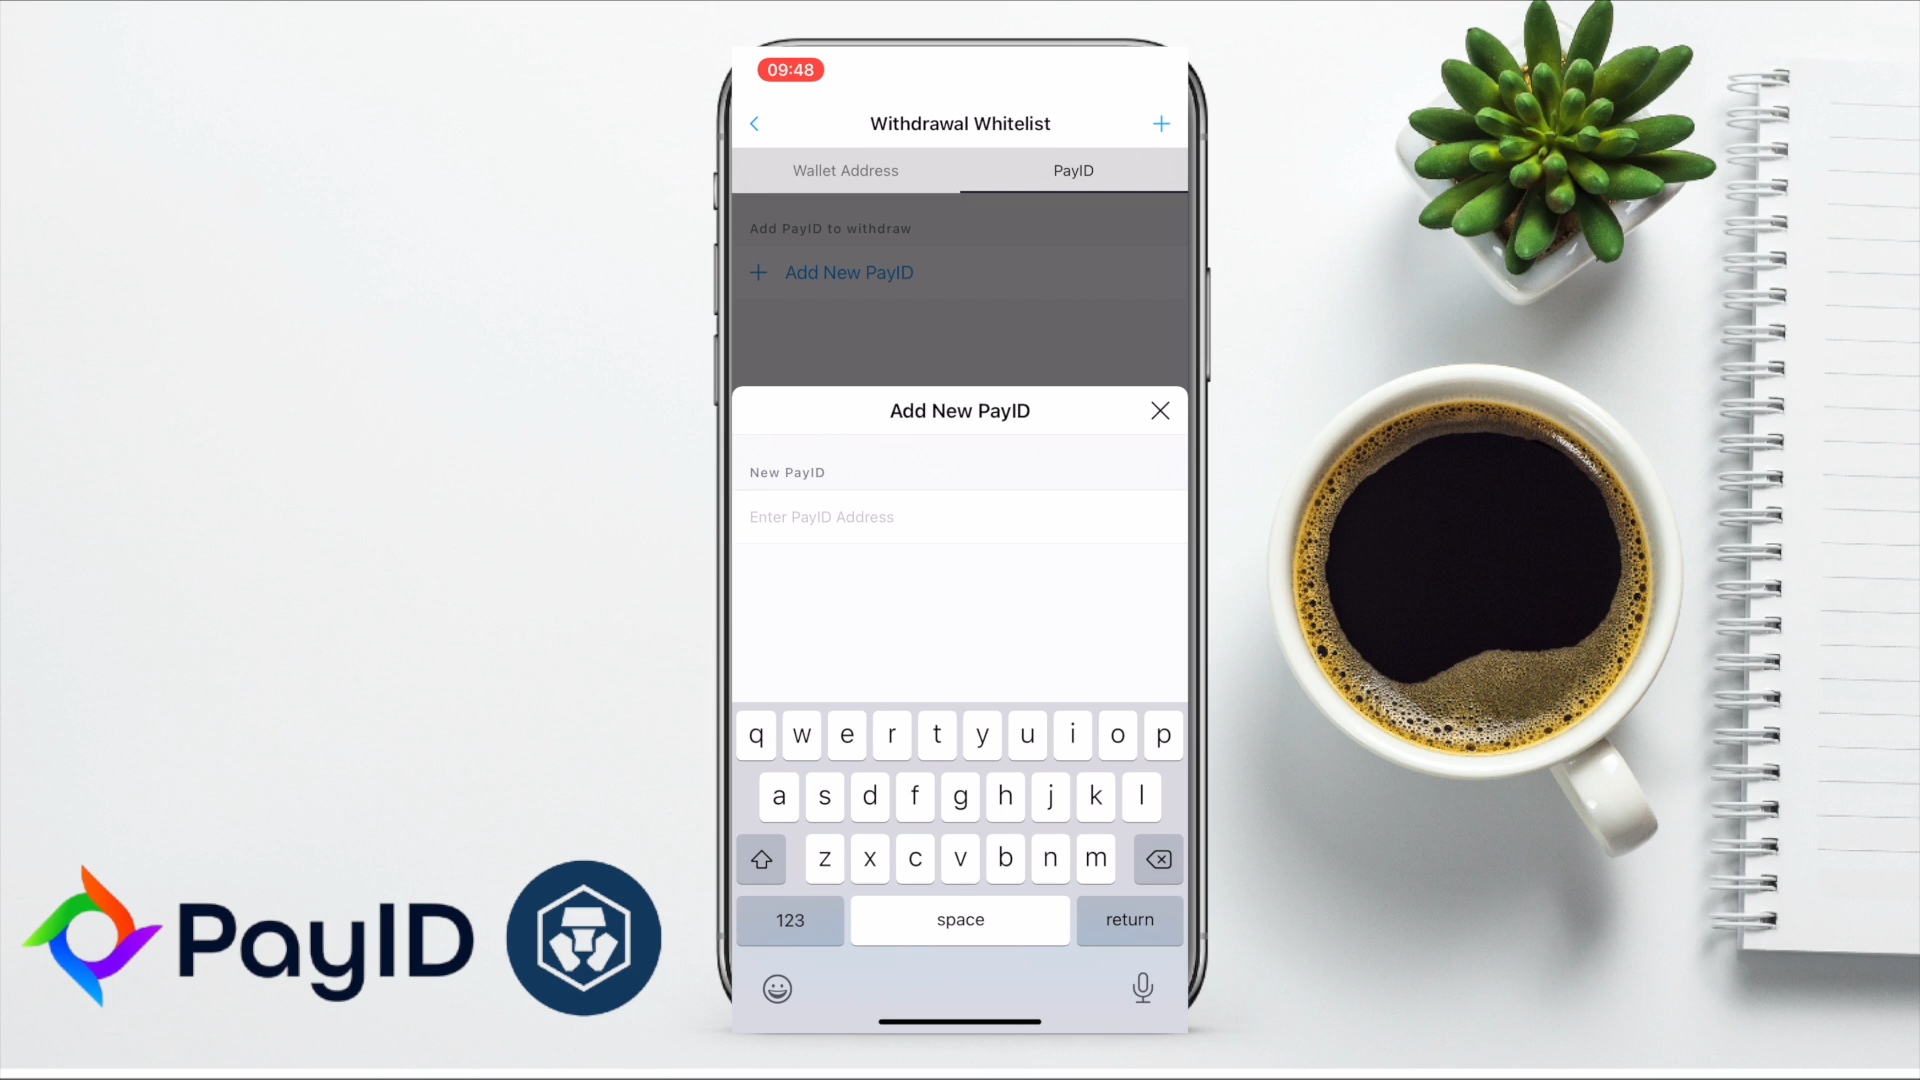 09:48
Withdrawal Whitelist
Wallet Address PayID
Add PayID to withdraw
Add New PayID
Add New PayID
New PayID
Enter PayID Address
q w e r t y u i o p
a s d f g h j k l
z x c v b n m
123 space return
PayID